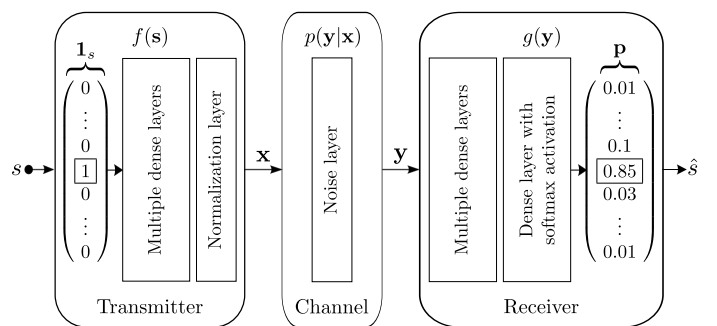 f(𝐬)
p(𝐲|𝐱)
g(𝐲)
𝟏ₛ
𝐩
s
0
⋮
0
1
0
⋮
0
Multiple dense layers
Normalization layer
𝐱
Noise layer
𝐲
Multiple dense layers
Dense layer with
softmax activation
0.01
⋮
0.1
0.85
0.03
⋮
0.01
ŝ
Transmitter
Channel
Receiver